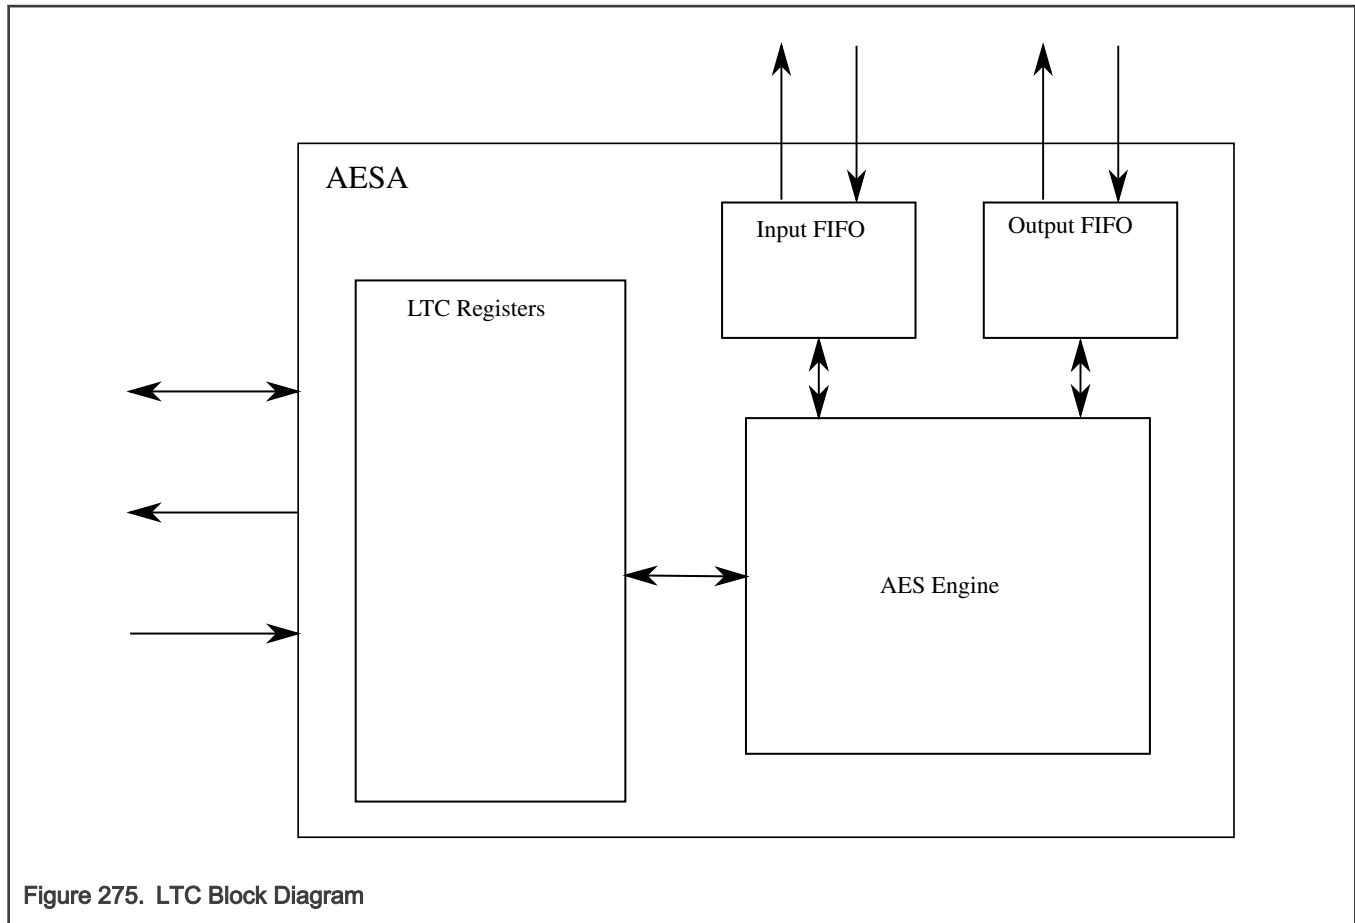 AESA
Input FIFO
Output FIFO
LTC Registers
AES Engine
Figure 275. LTC Block Diagram